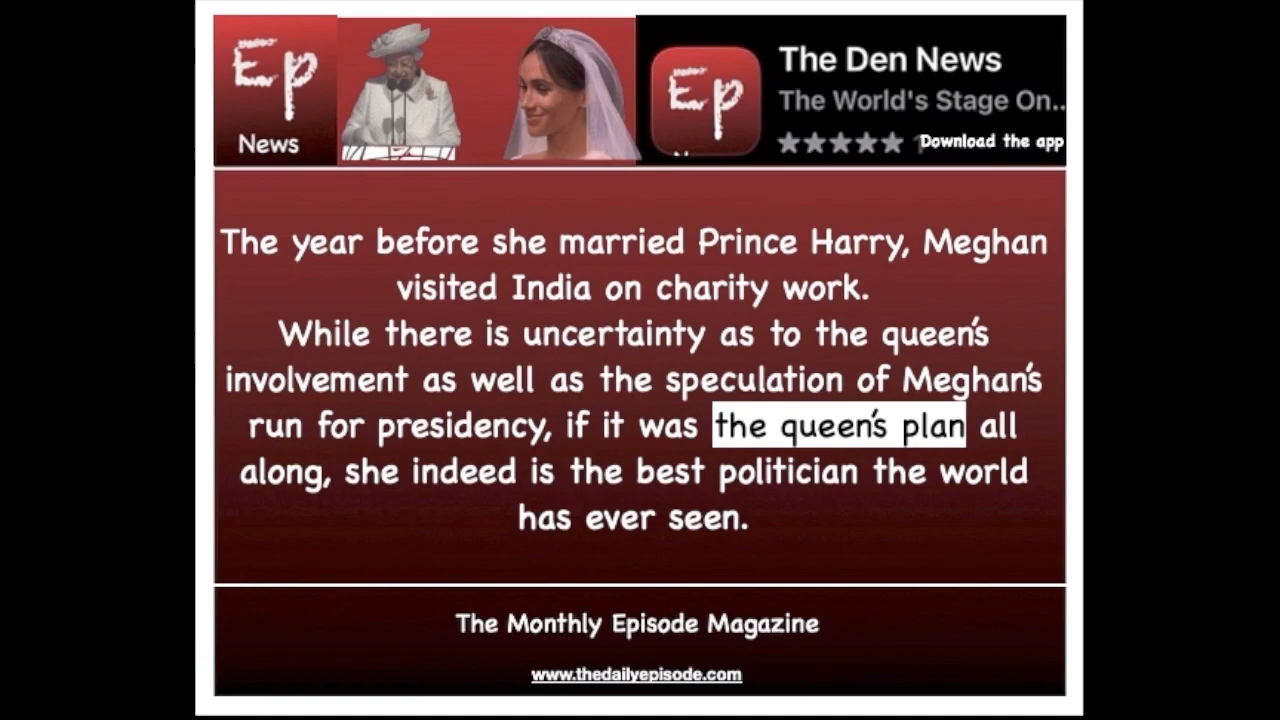 Ep
News
Ep
The Den News
The World's Stage On..
Download the app
The year before she married Prince Harry, Meghan
visited India on charity work.
While there is uncertainty as to the queen's
involvement as well as the speculation of Meghan's
run for presidency, if it was the queen's plan all
along, she indeed is the best politician the world
has ever seen.
The Monthly Episode Magazine
www.thedailyepisode.com